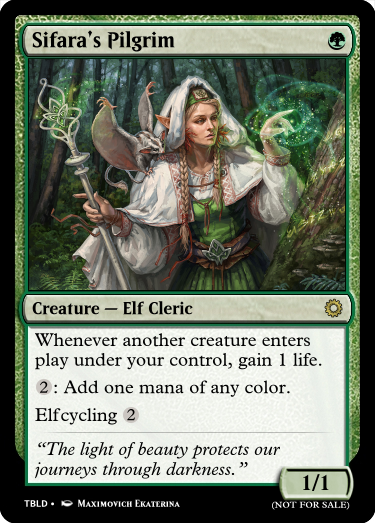 Sifara's Pilgrim
Creature — Elf Cleric
Whenever another creature enters
play under your control, gain 1 life.
2: Add one mana of any color.
Elfcycling 2
“The light of beauty protects our
journeys through darkness.”
1/1
TBLD • Maximovich Ekaterina
(NOT FOR SALE)